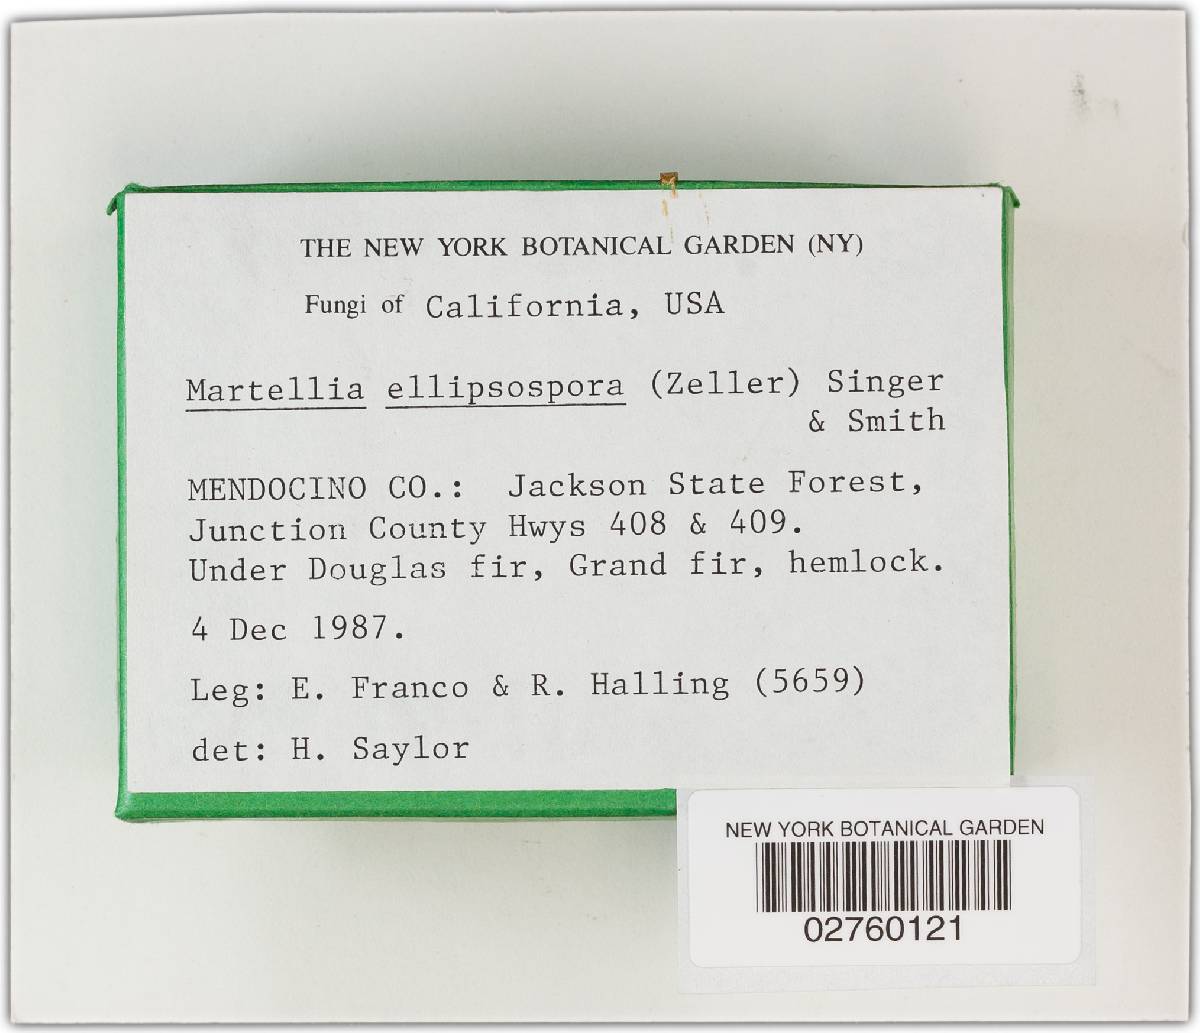 THE NEW YORK BOTANICAL GARDEN (NY)
Fungi of California, USA
Martellia ellipsospora (Zeller) Singer
& Smith
MENDOCINO CO.: Jackson State Forest,
Junction County Hwys 408 & 409.
Under Douglas fir, Grand fir, hemlock.
4 Dec 1987.
Leg: E. Franco & R. Halling (5659)
det: H. Saylor
NEW YORK BOTANICAL GARDEN
02760121